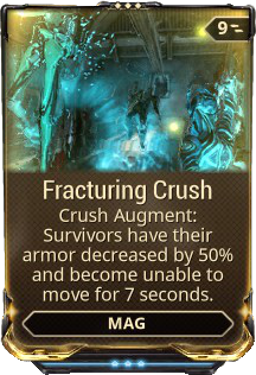 9
Fracturing Crush
Crush Augment:
Survivors have their
armor decreased by 50%
and become unable to
move for 7 seconds.
MAG